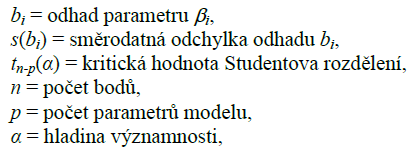 bᵢ = odhad parametru βᵢ,
s(bᵢ) = směrodatná odchylka odhadu bᵢ,
tₙ₋ₚ(α) = kritická hodnota Studentova rozdělení,
n = počet bodů,
p = počet parametrů modelu,
α = hladina významnosti,